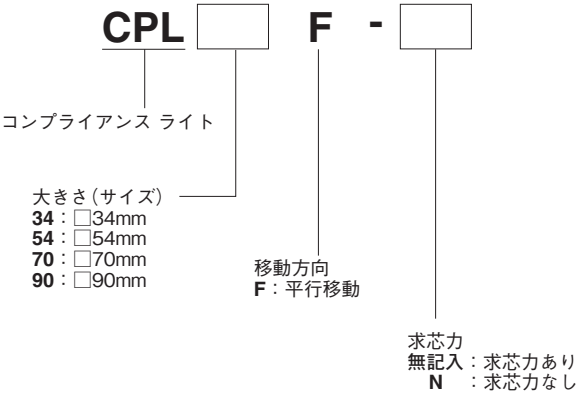 CPL□ F - □
コンプライアンス ライト
大きさ(サイズ)
34：□34mm
54：□54mm
70：□70mm
90：□90mm
移動方向
F：平行移動
求芯力
無記入：求芯力あり
N ：求芯力なし